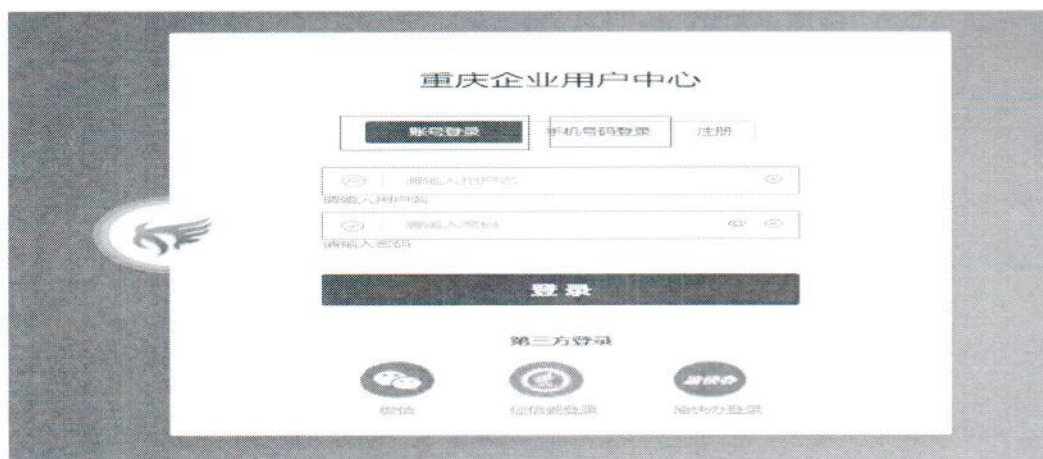 重庆企业用户中心
账号登录 手机号码登录 注册
请输入用户名
请输入用户名
请输入密码
请输入密码
登录
第三方登录
渝快办
微信 渝快办登录